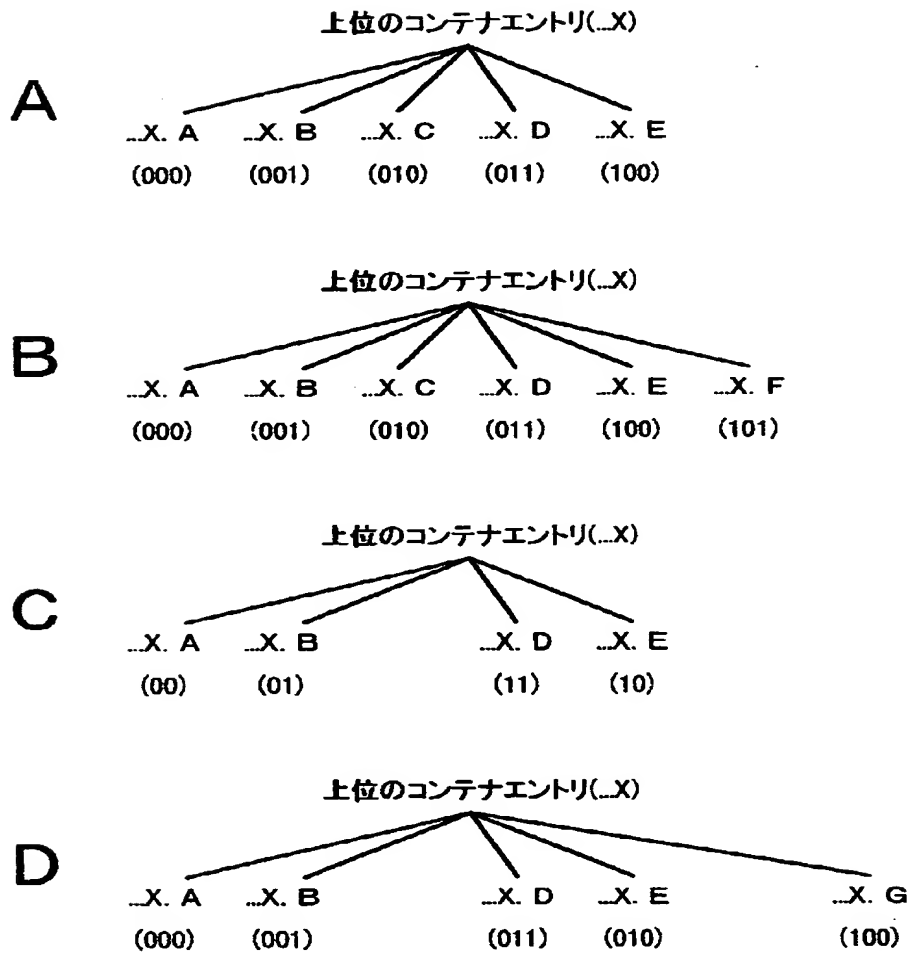 上位のコンテナエントリ(...X)
A
...X. A ...X. B ...X. C ...X. D ...X. E
(000) (001) (010) (011) (100)
上位のコンテナエントリ(...X)
B
...X. A ...X. B ...X. C ...X. D ...X. E ...X. F
(000) (001) (010) (011) (100) (101)
上位のコンテナエントリ(...X)
C
...X. A ...X. B ...X. D ...X. E
(00) (01) (11) (10)
上位のコンテナエントリ(...X)
D
...X. A ...X. B ...X. D ...X. E ...X. G
(000) (001) (011) (010) (100)